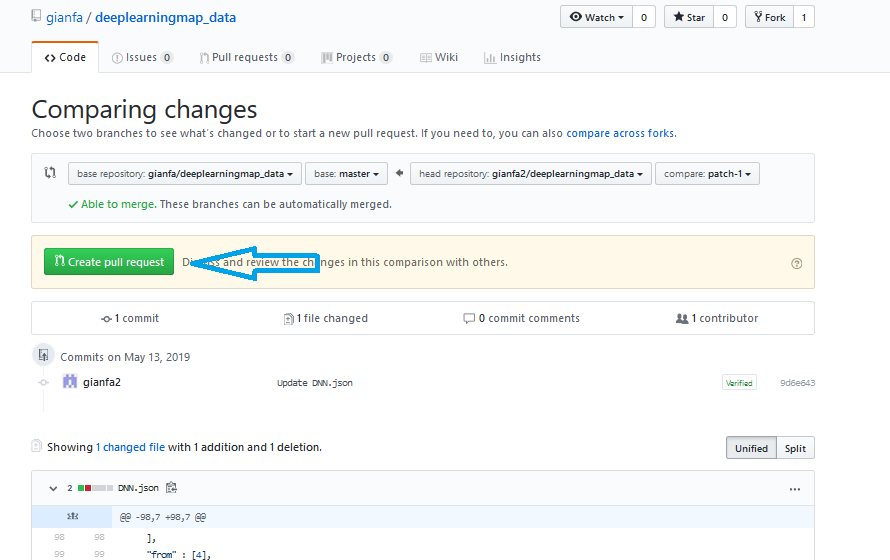 gianfa / deeplearningmap_data
Watch 0 Star 0 Fork 1
Code Issues 0 Pull requests 0 Projects 0 Wiki Insights
Comparing changes
Choose two branches to see what's changed or to start a new pull request. If you need to, you can also compare across forks.
base repository: gianfa/deeplearningmap_data base: master head repository: gianfa2/deeplearningmap_data compare: patch-1
Able to merge. These branches can be automatically merged.
Create pull request Discuss and review the changes in this comparison with others.
1 commit 1 file changed 0 commit comments 1 contributor
Commits on May 13, 2019
gianfa2 Update DNN.json Verified 9d6e643
Showing 1 changed file with 1 addition and 1 deletion. Unified Split
2 DNN.json ...
@@ -98,7 +98,7 @@
98 98 ],
99 99 "from" : [4],